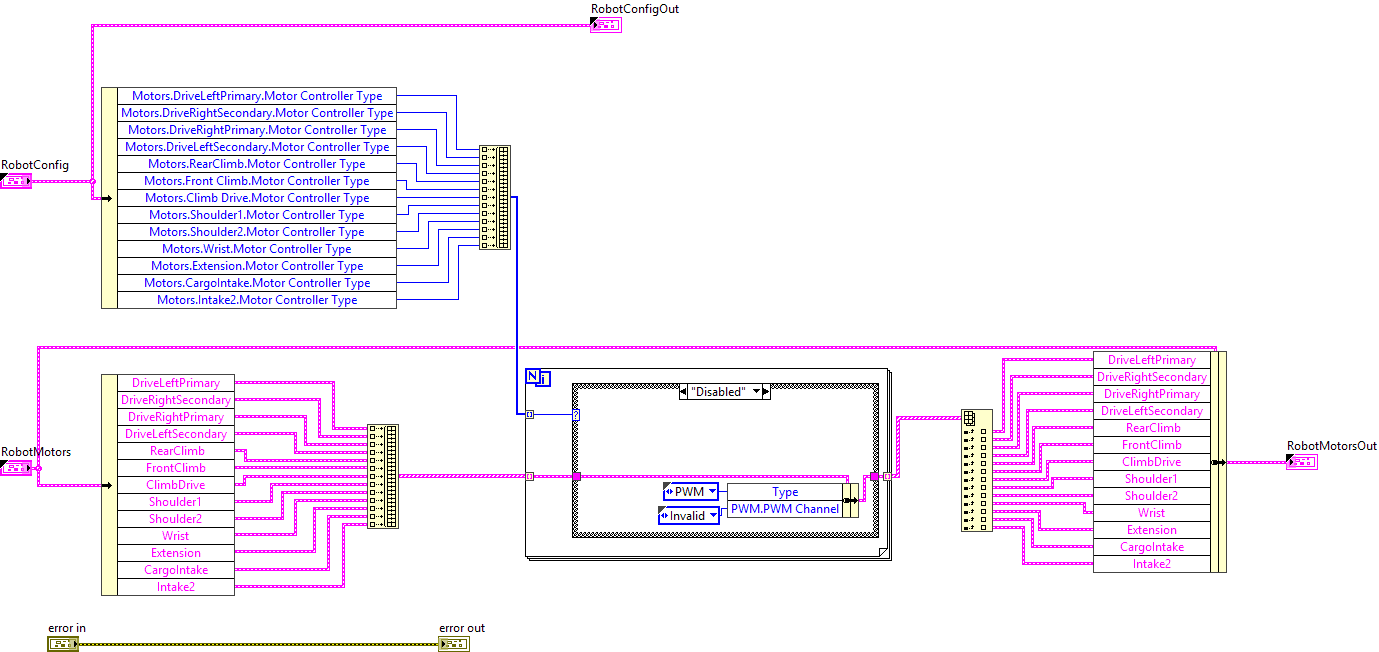 RobotConfigOut
Motors.DriveLeftPrimary.Motor Controller Type
Motors.DriveRightSecondary.Motor Controller Type
Motors.DriveRightPrimary.Motor Controller Type
Motors.DriveLeftSecondary.Motor Controller Type
RobotConfig
Motors.RearClimb.Motor Controller Type
Motors.Front Climb.Motor Controller Type
Motors.Climb Drive.Motor Controller Type
Motors.Shoulder1.Motor Controller Type
Motors.Shoulder2.Motor Controller Type
Motors.Wrist.Motor Controller Type
Motors.Extension.Motor Controller Type
Motors.CargoIntake.Motor Controller Type
Motors.Intake2.Motor Controller Type
RobotMotors
DriveLeftPrimary
DriveRightSecondary
DriveRightPrimary
DriveLeftSecondary
RearClimb
FrontClimb
ClimbDrive
Shoulder1
Shoulder2
Wrist
Extension
CargoIntake
Intake2
N
i
"Disabled"
?
PWM
Invalid
Type
PWM.PWM Channel
DriveLeftPrimary
DriveRightSecondary
DriveRightPrimary
DriveLeftSecondary
RearClimb
FrontClimb
ClimbDrive
Shoulder1
Shoulder2
Wrist
Extension
CargoIntake
Intake2
RobotMotorsOut
error in
error out